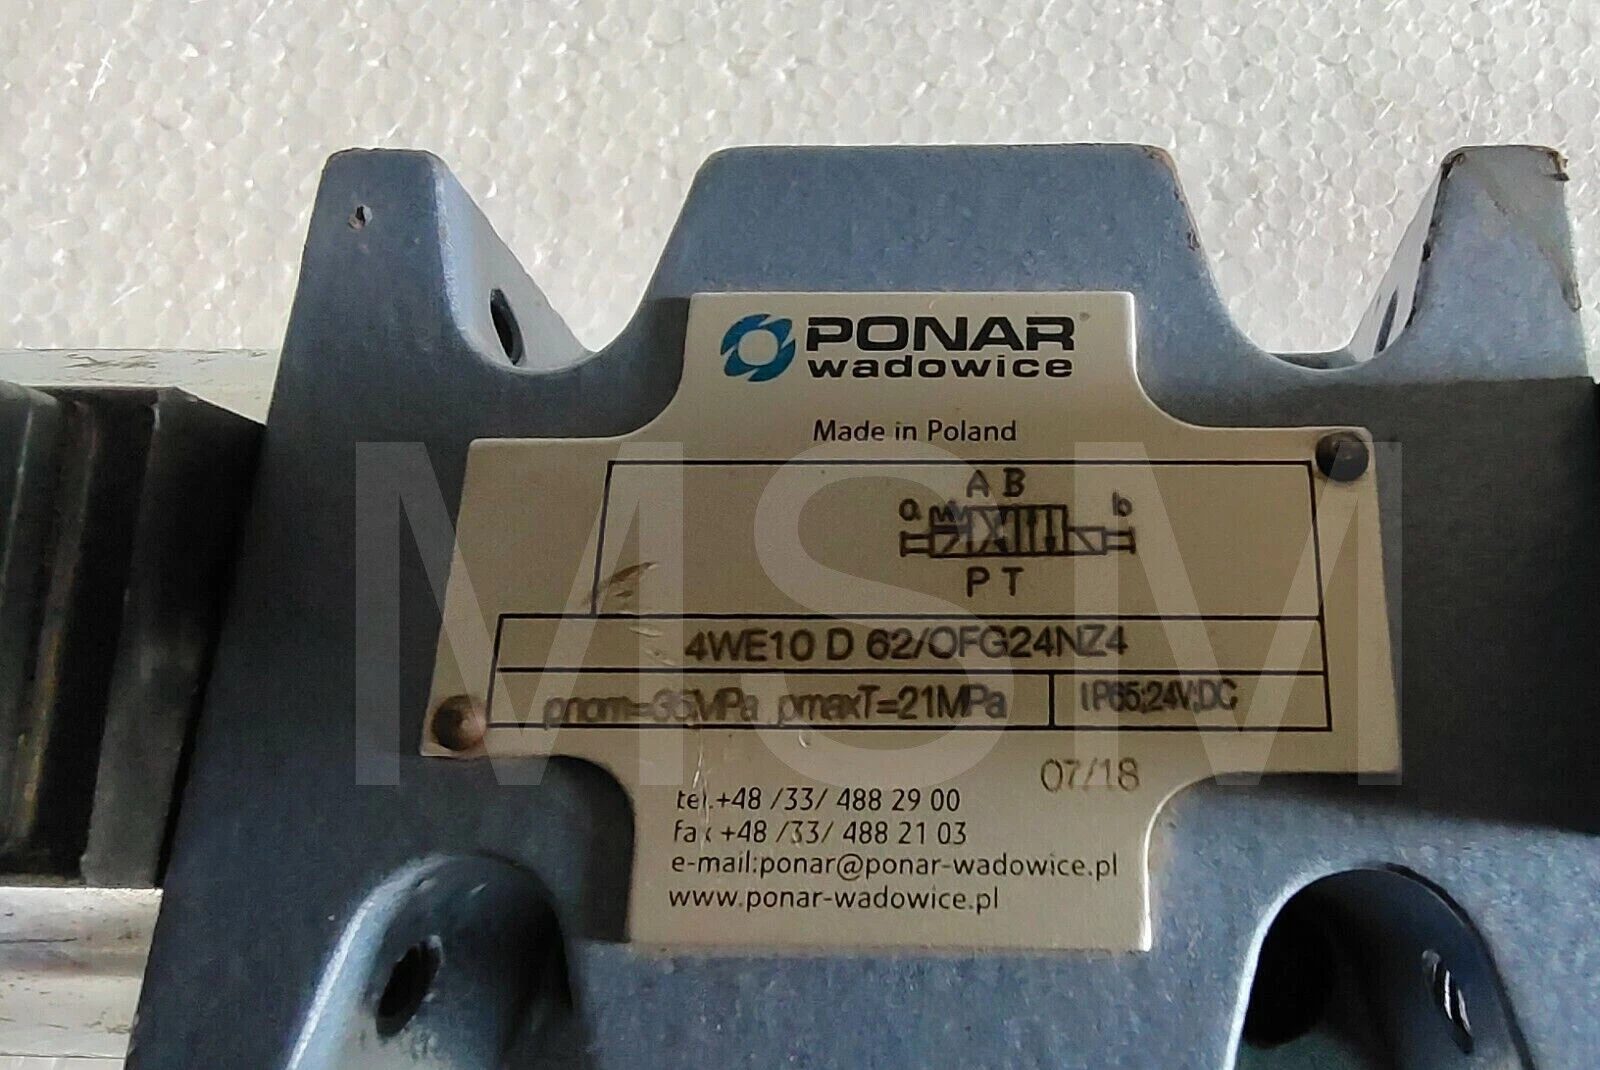 PONAR®
wadowice
Made in Poland
A B
a b
P T
4WE10 D 62/OFG24NZ4
pnom=35MPa pmaxT=21MPa IP65;24V;DC
07/18
tel.+48 /33/ 488 29 00
fax +48 /33/ 488 21 03
e-mail:ponar@ponar-wadowice.pl
www.ponar-wadowice.pl
MSM